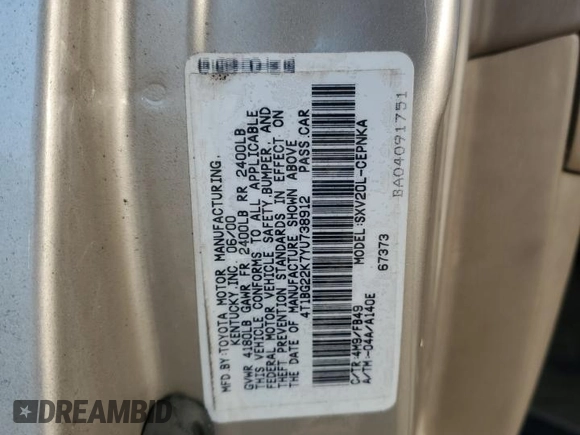 MFD.BY:TOYOTA MOTOR MANUFACTURING,
KENTUCKY,INC. 06/00
GVWR 4180LB GAWR FR 2400LB RR 2400LB
THIS VEHICLE CONFORMS TO ALL APPLICABLE
FEDERAL MOTOR VEHICLE SAFETY,BUMPER, AND
THEFT PREVENTION STANDARDS IN EFFECT ON
THE DATE OF MANUFACTURE SHOWN ABOVE
4T1BG22K7YU738912 PASS CAR
MODEL:SXV20L-CEPNKA
67373
C/TR:4M9/FB49
A/TM:-04A/A140E
BA04091751
DREAMBID